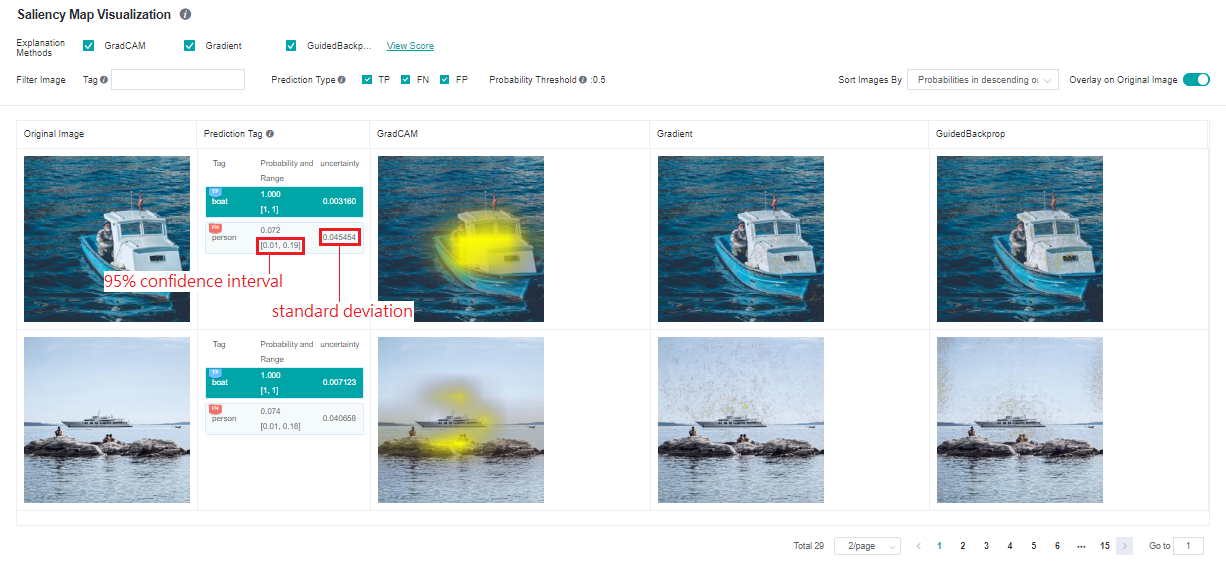 Saliency Map Visualization
Explanation Methods GradCAM Gradient GuidedBackp... View Score
Filter Image Tag Prediction Type TP FN FP Probability Threshold :0.5 Sort Images By Probabilities in descending or Overlay on Original Image
Original Image Prediction Tag GradCAM Gradient GuidedBackprop
Tag Probability and Range uncertainty
TP
boat 1.000 [1, 1] 0.003160
FN
person 0.072 [0.01, 0.19] 0.045454
95% confidence interval
standard deviation
Tag Probability and Range uncertainty
TP
boat 1.000 [1, 1] 0.007123
FN
person 0.074 [0.01, 0.18] 0.040658
Total 29 2/page 1 2 3 4 5 6 ... 15 Go to 1